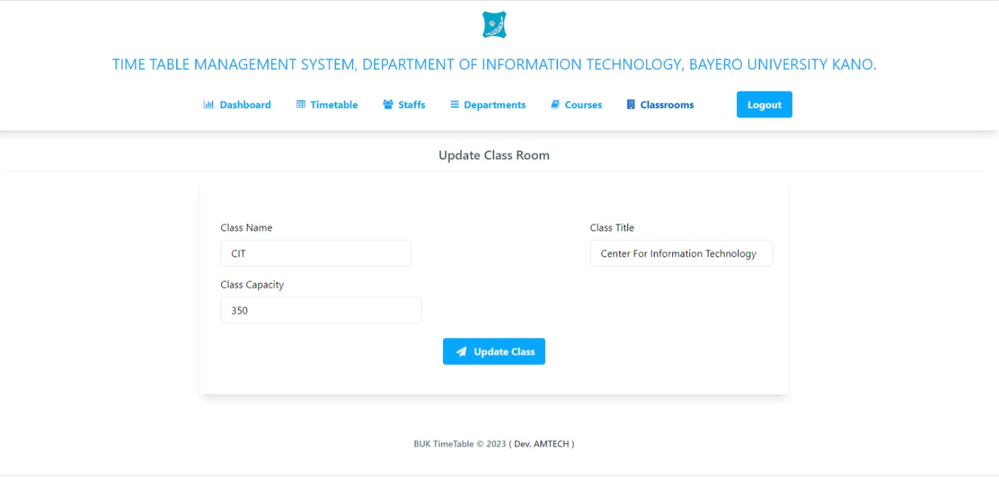 TIME TABLE MANAGEMENT SYSTEM, DEPARTMENT OF INFORMATION TECHNOLOGY, BAYERO UNIVERSITY KANO.
Dashboard Timetable Staffs Departments Courses Classrooms Logout
Update Class Room
Class Name Class Title
CIT Center For Information Technology
Class Capacity
350
Update Class
BUK TimeTable © 2023 ( Dev. AMTECH )